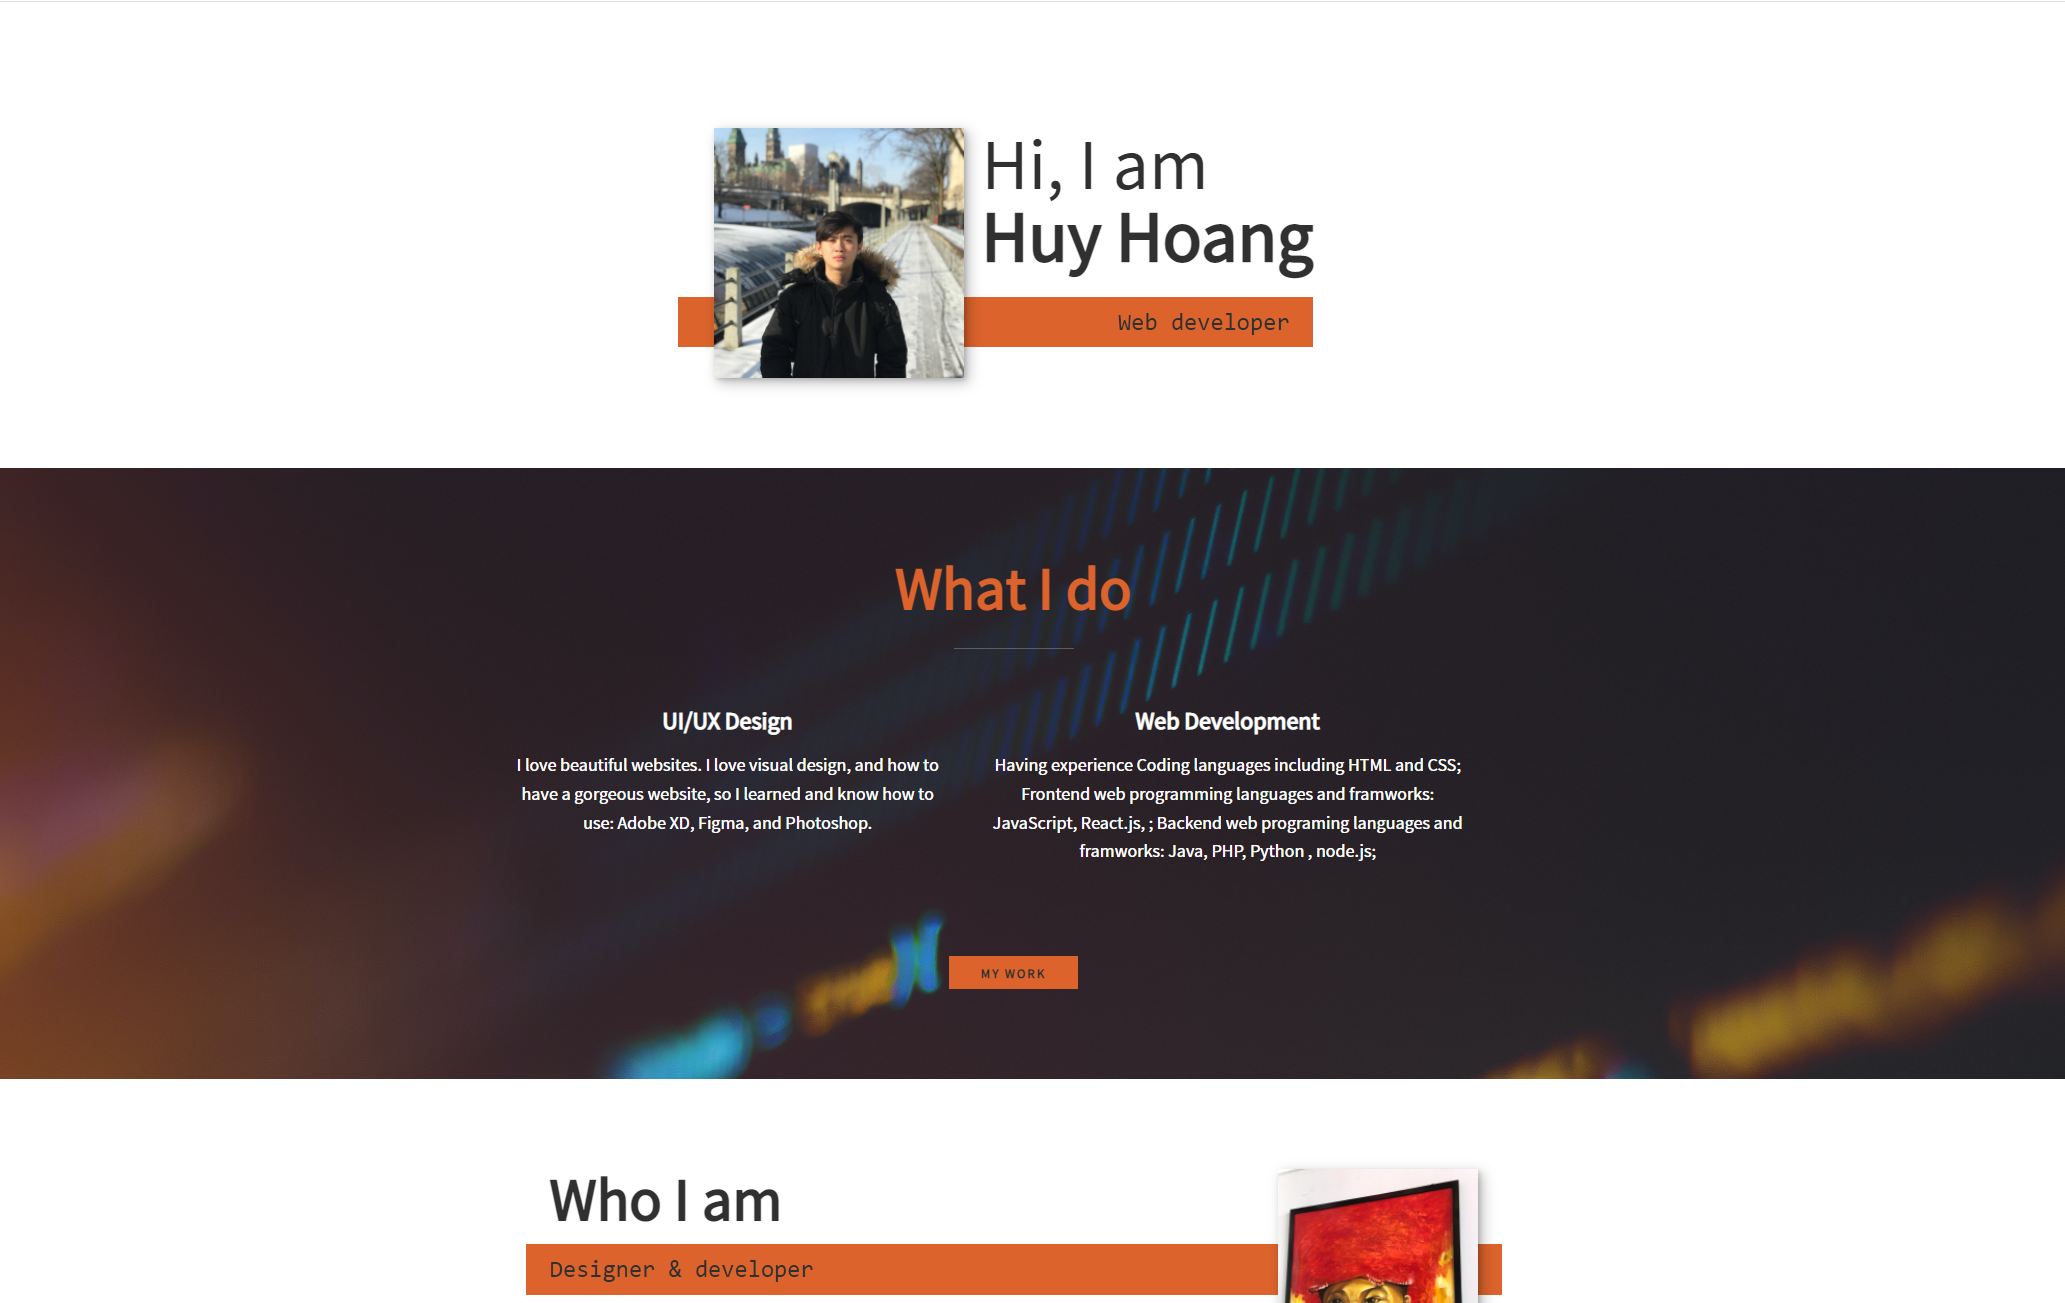 Hi, I am
Huy Hoang
Web developer
What I do
UI/UX Design
I love beautiful websites. I love visual design, and how to
have a gorgeous website, so I learned and know how to
use: Adobe XD, Figma, and Photoshop.
Web Development
Having experience Coding languages including HTML and CSS;
Frontend web programming languages and framworks:
JavaScript, React.js, ; Backend web programing languages and
framworks: Java, PHP, Python , node.js;
MY WORK
Who I am
Designer & developer